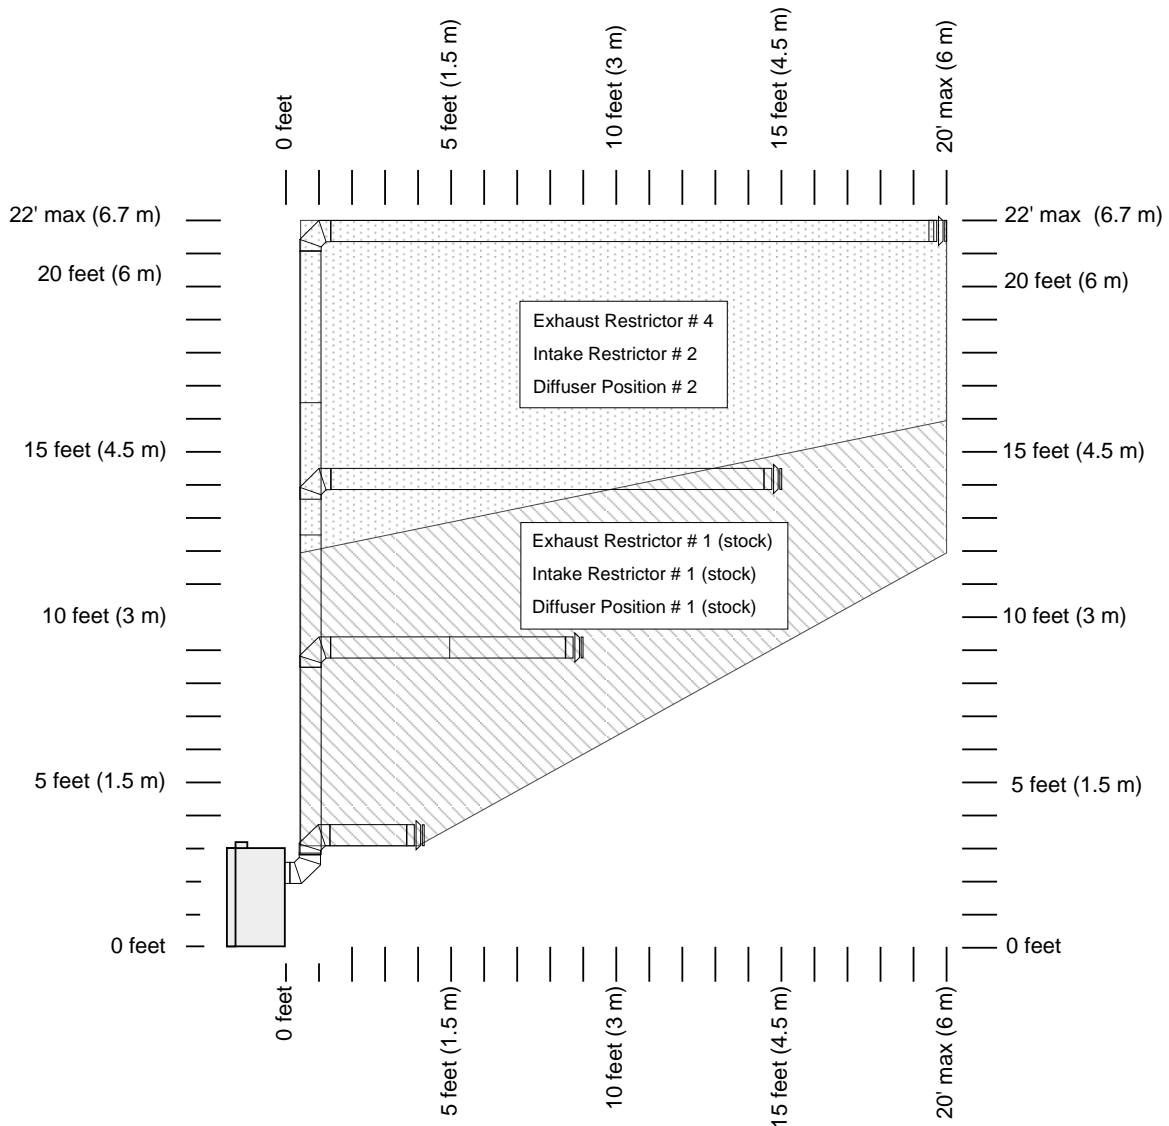 0 feet
5 feet (1.5 m)
10 feet (3 m)
15 feet (4.5 m)
20' max (6 m)
22' max (6.7 m)
22' max (6.7 m)
20 feet (6 m)
20 feet (6 m)
Exhaust Restrictor # 4
Intake Restrictor # 2
Diffuser Position # 2
15 feet (4.5 m)
15 feet (4.5 m)
Exhaust Restrictor # 1 (stock)
Intake Restrictor # 1 (stock)
Diffuser Position # 1 (stock)
10 feet (3 m)
10 feet (3 m)
5 feet (1.5 m)
5 feet (1.5 m)
0 feet
0 feet
0 feet
5 feet (1.5 m)
10 feet (3 m)
15 feet (4.5 m)
20' max (6 m)